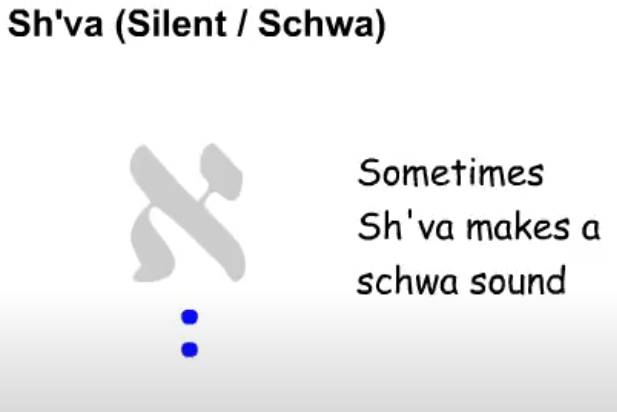 Sh'va (Silent / Schwa)
אְ
Sometimes
Sh'va makes a
schwa sound